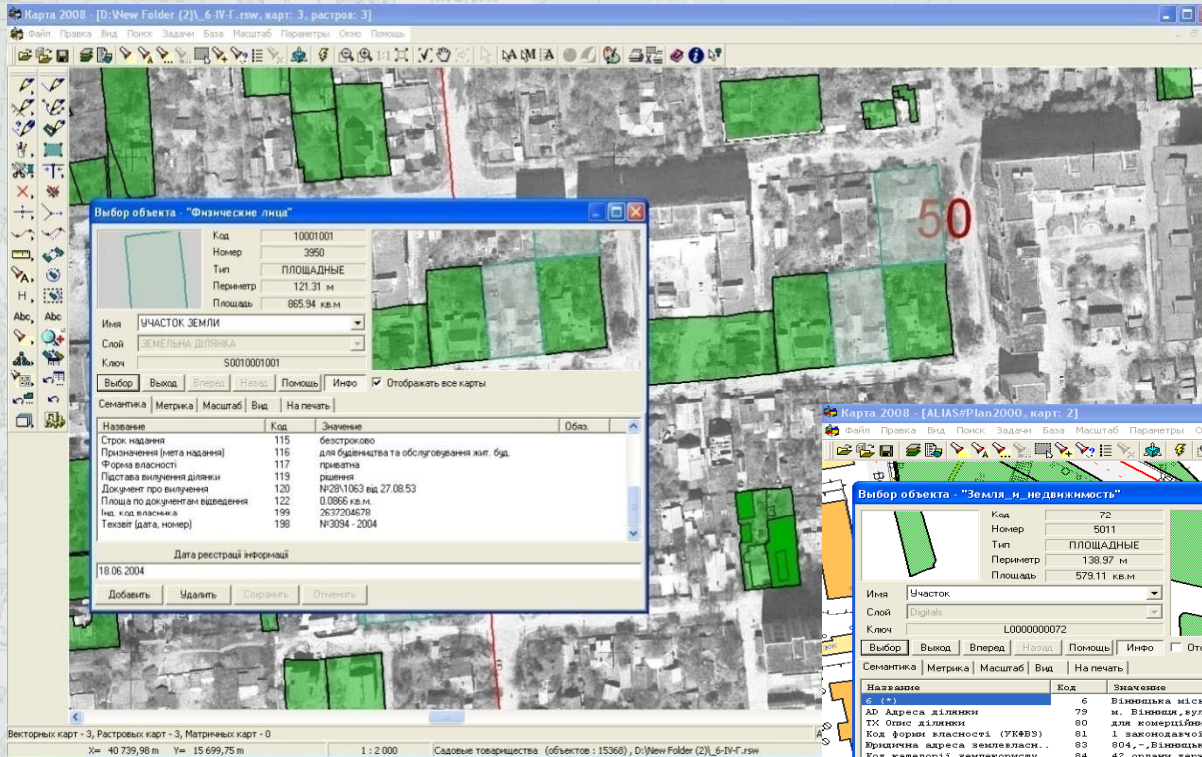 Карта 2008 - [D:\New Folder (2)\_6-IV-Г.rsw, карт: 3, растров: 3]
Файл Правка Вид Поиск Задачи База Масштаб Параметры Окно Помощь
1:1
50
H
Abc Abc
Выбор объекта - "Физические лица"
Код 10001001
Номер 3950
Тип ПЛОЩАДНЫЕ
Периметр 121.31 м
Площадь 865.94 кв.м
Имя УЧАСТОК ЗЕМЛИ
Слой ЗЕМЕЛЬНА ДІЛЯНКА
Ключ S0010001001
Выбор Выход Вперед Назад Помощь Инфо Отображать все карты
Семантика Метрика Масштаб Вид На печать
Название Код Значение Обяз.
Строк надання 115 безстроково
Призначення (мета надання) 116 для будівництва та обслуговування жит. буд.
Форма власності 117 приватна
Підстава вилучення ділянки 119 рішення
Документ про вилучення 120 №28\1063 від 27.08.53
Площа по документам відведення 122 0.0866 кв.м.
Інд. код власника 199 2637204678
Техзвіт (дата, номер) 198 №3094 - 2004
Дата реєстрації інформації
18.06.2004
Добавить Удалить Сохранить Отменить
Векторных карт - 3, Растровых карт - 3, Матричных карт - 0
X= 40 739,98 m Y= 15 699,75 m 1 : 2 000 Садовые товарищества (объектов : 15368) , D:\New Folder (2)\_6-IV-Г.rsw
Карта 2008 - [ALIAS#Plan2000, карт: 2]
Файл Правка Вид Поиск Задачи База Масштаб Параметры
Выбор объекта - "Земля_и_недвижимость"
Код 72
Номер 5011
Тип ПЛОЩАДНЫЕ
Периметр 138.97 м
Площадь 579.11 кв.м
Имя Участок
Слой Digitals
Ключ L0000000072
Выбор Выход Вперед Назад Помощь Инфо
Семантика Метрика Масштаб Вид На печать
Название Код Значение
6 (*) 6 Вінницька міськ
AD Адреса ділянки 79 м. Вінниця, вул
TX Опис ділянки 80 для комерційни
Код форми власності (УКФВЗ) 81 1 законодавчої
Юридична адреса землевласн.. 83 804,-,Вінницьк
84